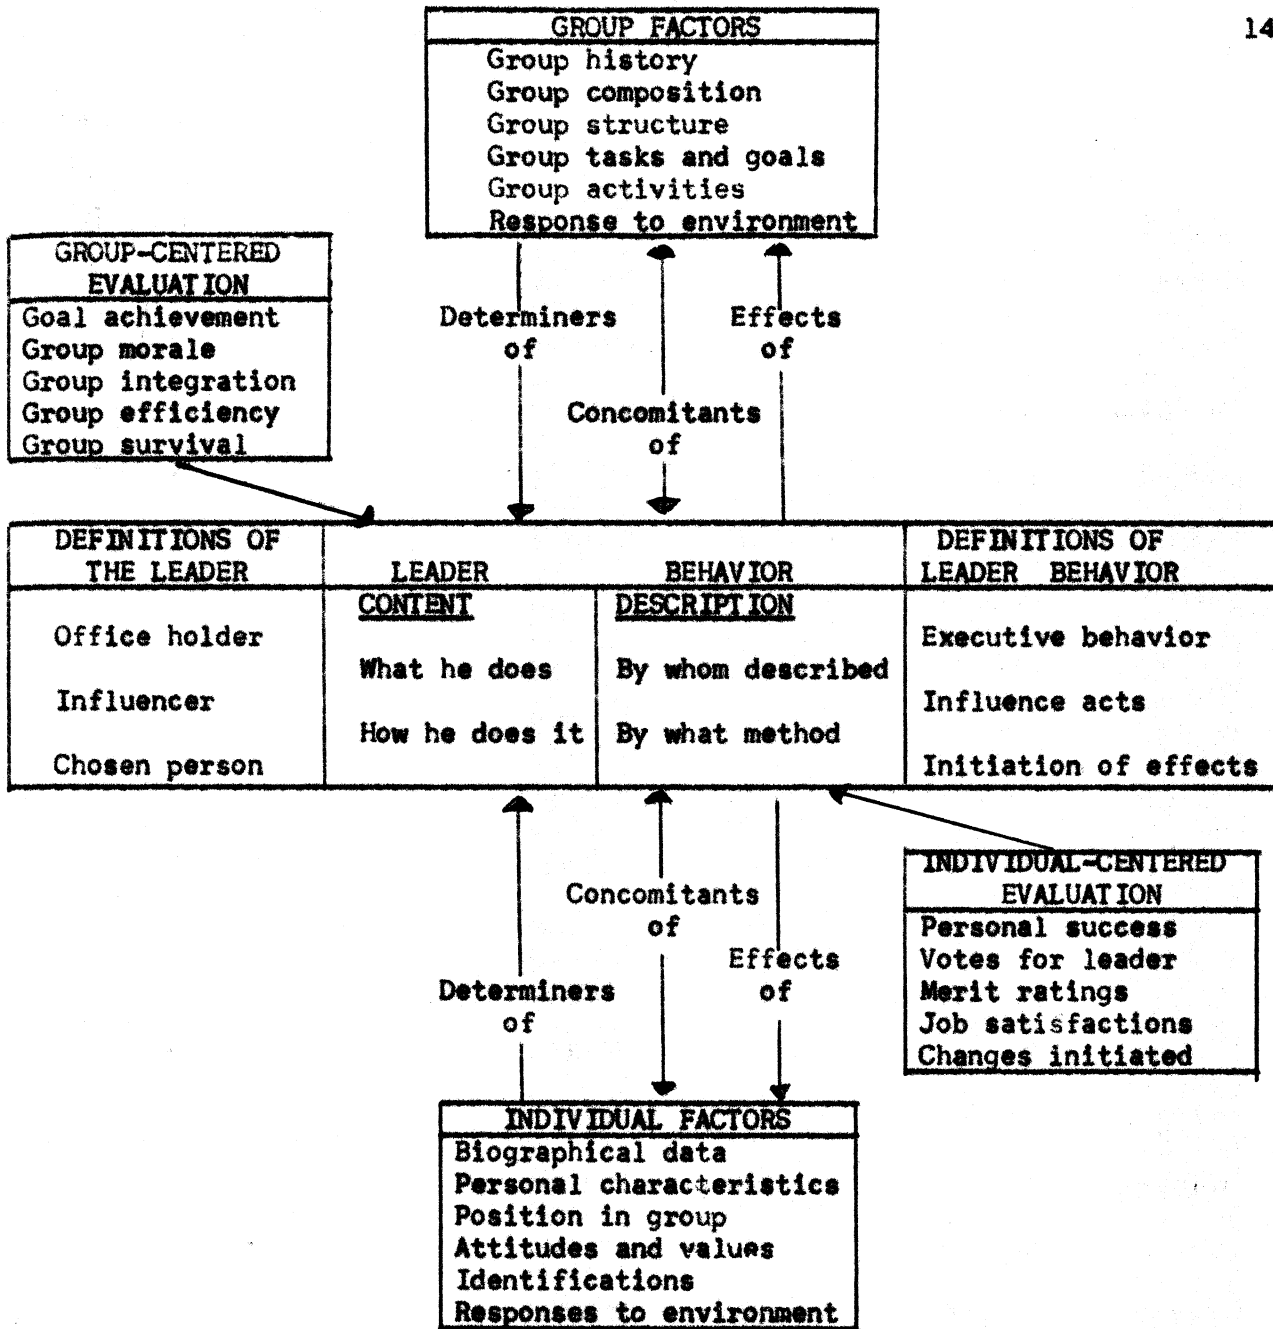 14
GROUP FACTORS
Group history
Group composition
Group structure
Group tasks and goals
Group activities
Response to environment
GROUP-CENTERED
EVALUATION
Goal achievement
Group morale
Group integration
Group efficiency
Group survival
Determiners
of
Concomitants
of
Effects
of
DEFINITIONS OF
THE LEADER
Office holder
Influencer
Chosen person
LEADER BEHAVIOR
CONTENT
What he does
How he does it
DESCRIPTION
By whom described
By what method
DEFINITIONS OF
LEADER BEHAVIOR
Executive behavior
Influence acts
Initiation of effects
Determiners
of
Concomitants
of
Effects
of
INDIVIDUAL-CENTERED
EVALUATION
Personal success
Votes for leader
Merit ratings
Job satisfactions
Changes initiated
INDIVIDUAL FACTORS
Biographical data
Personal characteristics
Position in group
Attitudes and values
Identifications
Responses to environment